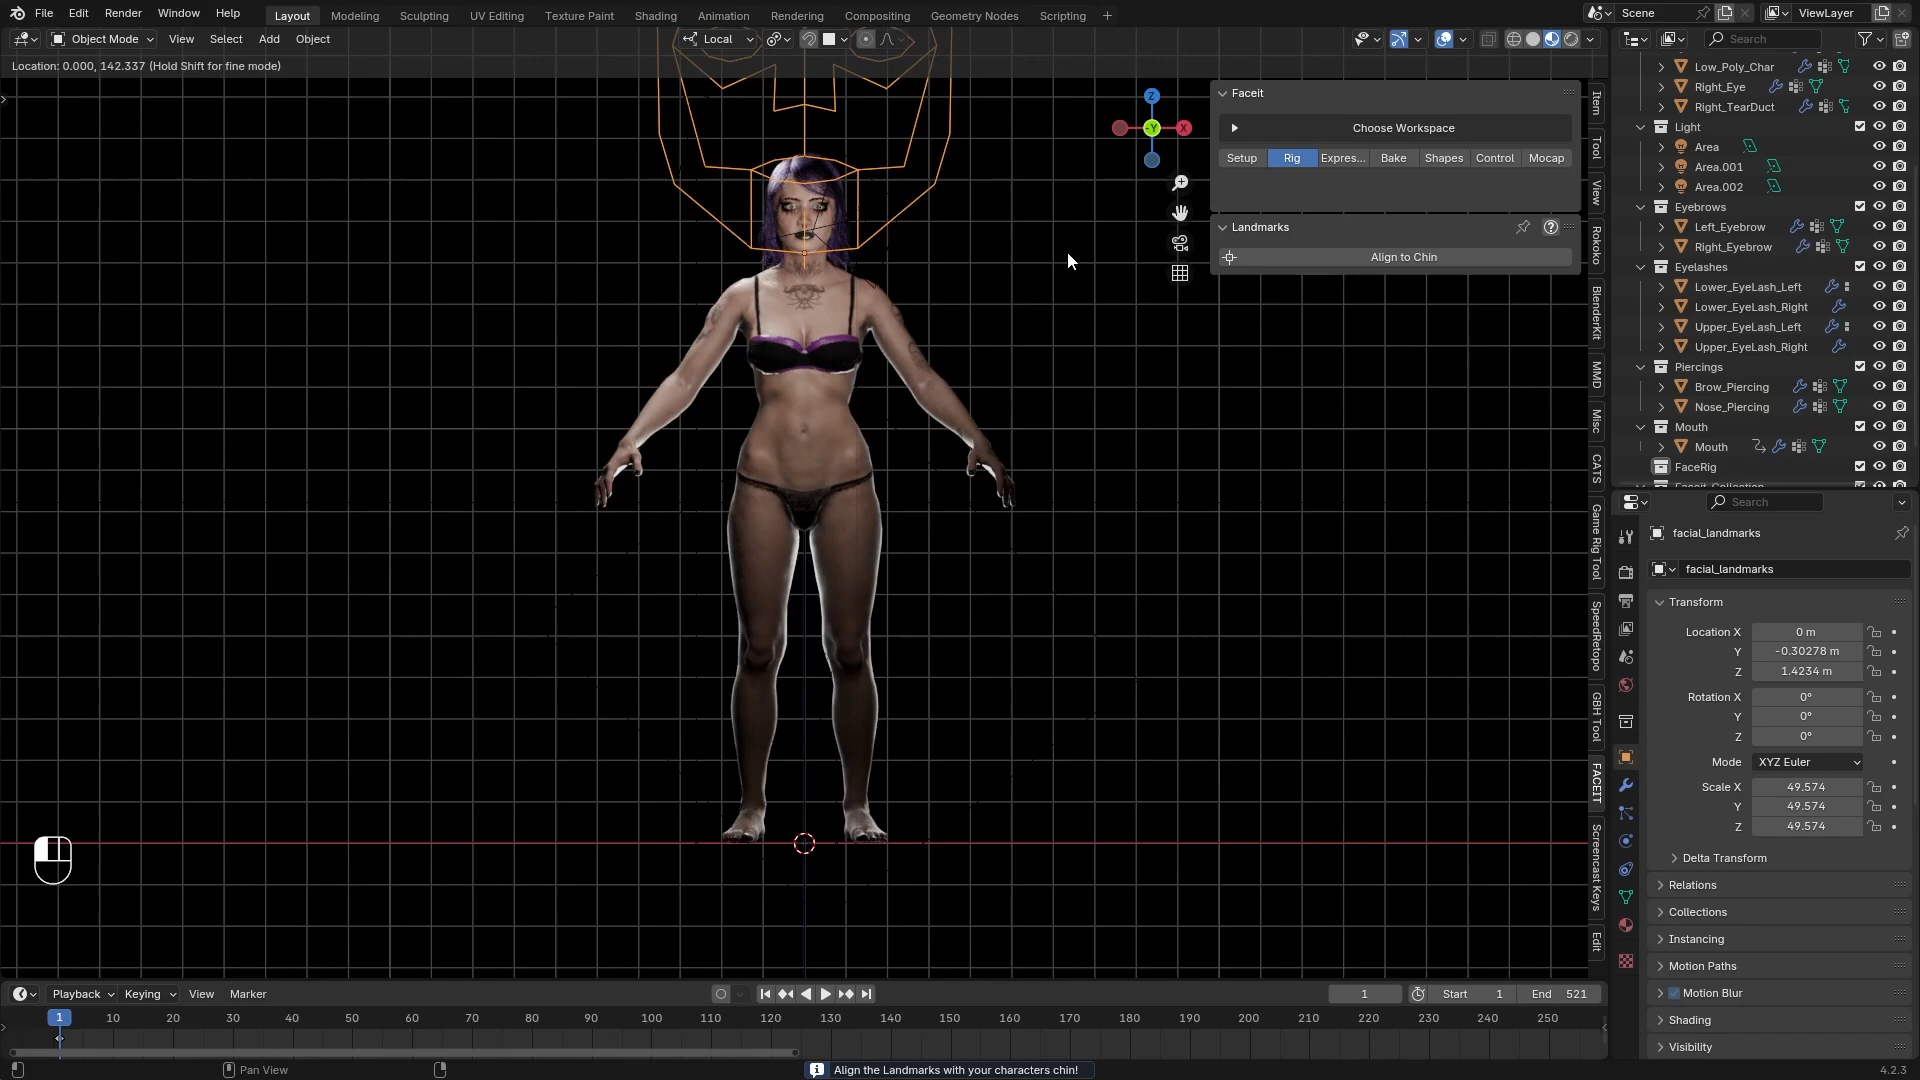 File Edit Render Window Help Layout Modeling Sculpting UV Editing Texture Paint Shading Animation Rendering Compositing Geometry Nodes Scripting + Scene ViewLayer
Object Mode View Select Add Object Local Search
Location: 0.000, 142.337 (Hold Shift for fine mode)
Low_Poly_Char
Right_Eye
Right_TearDuct
Light
Area
Area.001
Area.002
Eyebrows
Left_Eyebrow
Right_Eyebrow
Eyelashes
Lower_EyeLash_Left
Lower_EyeLash_Right
Upper_EyeLash_Left
Upper_EyeLash_Right
Piercings
Brow_Piercing
Nose_Piercing
Mouth
Mouth
FaceRig
Z
Y
X
Faceit
Choose Workspace
Setup Rig Expres... Bake Shapes Control Mocap
Landmarks
?
Align to Chin
Item
Tool
View
Rokoko
BlenderKit
MMD
Misc
CATS
Game Rig Tool
SpeedRetopo
GBH Tool
FACEIT
Screencast Keys
Edit
Search
facial_landmarks
facial_landmarks
Transform
Location X 0 m
Y -0.30278 m
Z 1.4234 m
Rotation X 0°
Y 0°
Z 0°
Mode XYZ Euler
Scale X 49.574
Y 49.574
Z 49.574
Delta Transform
Relations
Collections
Instancing
Motion Paths
Motion Blur
Shading
Visibility
Playback Keying View Marker 1 Start 1 End 521
1 10 20 30 40 50 60 70 80 90 100 110 120 130 140 150 160 170 180 190 200 210 220 230 240 250
Pan View Align the Landmarks with your characters chin! 4.2.3